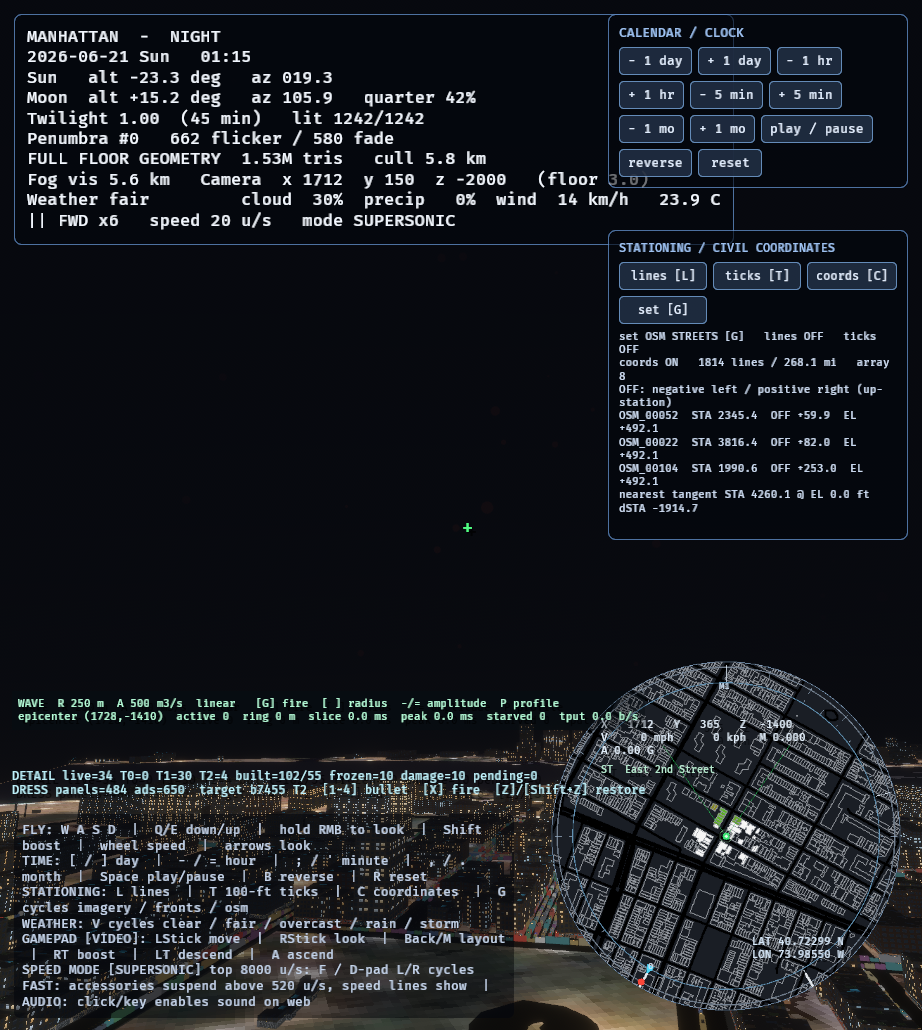 MANHATTAN  -  NIGHT
2026-06-21 Sun   01:15
Sun   alt -23.3 deg   az 019.3
Moon  alt +15.2 deg   az 105.9   quarter 42%
Twilight 1.00  (45 min)   lit 1242/1242
Penumbra #0   662 flicker / 580 fade
FULL FLOOR GEOMETRY  1.53M tris   cull 5.8 km
Fog vis 5.6 km   Camera  x 1712  y 150  z -2000   (floor 3.0)
Weather fair         cloud  30%  precip   0%  wind  14 km/h   23.9 C
|| FWD x6   speed 20 u/s   mode SUPERSONIC
CALENDAR / CLOCK
- 1 day   + 1 day   - 1 hr
+ 1 hr   - 5 min   + 5 min
- 1 mo   + 1 mo   play / pause
reverse   reset
STATIONING / CIVIL COORDINATES
lines [L]   ticks [T]   coords [C]
set [G]
set OSM STREETS [G]   lines OFF   ticks
OFF
coords ON   1814 lines / 268.1 mi   array
8
OFF: negative left / positive right (up-
station)
OSM_00052  STA 2345.4  OFF +59.9  EL
+492.1
OSM_00022  STA 3816.4  OFF +82.0  EL
+492.1
OSM_00104  STA 1990.6  OFF +253.0  EL
+492.1
nearest tangent STA 4260.1 @ EL 0.0 ft
dSTA -1914.7
WAVE  R 250 m  A 500 m3/s  linear   [G] fire  [ ] radius  -/= amplitude  P profile
epicenter (1728,-1410)  active 0  ring 0 m  slice 0.0 ms  peak 0.0 ms  starved 0  tput 0.0 b/s
X   1712   Y   365   Z  -1400
V      0 mph      0 kph  M 0.000
A 0.00 G
ST  East 2nd Street
DETAIL live=34 T0=0 T1=30 T2=4 built=102/55 frozen=10 damage=10 pending=0
DRESS panels=484 ads=650  target b7455 T2  [1-4] bullet  [X] fire  [Z]/[Shift+Z] restore
FLY: W A S D  |  Q/E down/up  |  hold RMB to look  |  Shift
boost  |  wheel speed  |  arrows look
TIME: [ / ] day  |  - / = hour  |  ; / ' minute  |  , / .
month  |  Space play/pause  |  B reverse  |  R reset
STATIONING: L lines  |  T 100-ft ticks  |  C coordinates  |  G
cycles imagery / fronts / osm
WEATHER: V cycles clear / fair / overcast / rain / storm
GAMEPAD [VIDEO]: LStick move  |  RStick look  |  Back/M layout
|  RT boost  |  LT descend  |  A ascend
SPEED MODE [SUPERSONIC] top 8000 u/s: F / D-pad L/R cycles
FAST: accessories suspend above 520 u/s, speed lines show  |
AUDIO: click/key enables sound on web
LAT 40.72299 N
LON 73.98550 W